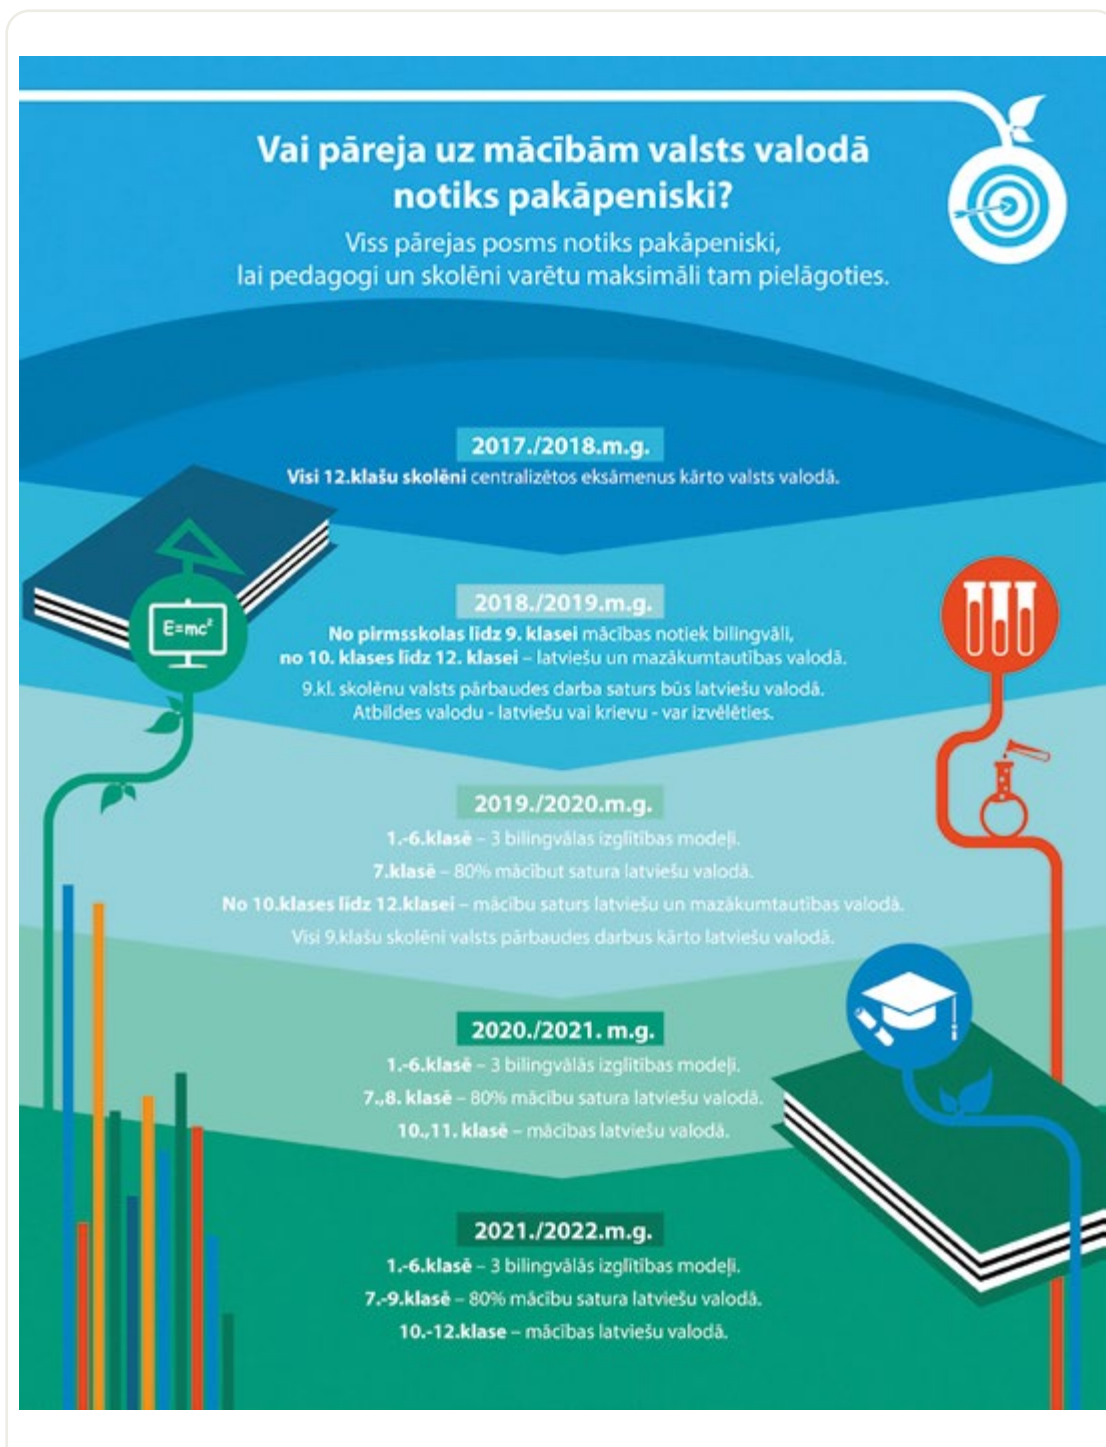 Vai pāreja uz mācībām valsts valodā
notiks pakāpeniski?
Viss pārejas posms notiks pakāpeniski,
lai pedagogi un skolēni varētu maksimāli tam pielāgoties.
2017./2018.m.g.
Visi 12.klašu skolēni centralizētos eksāmenus kārto valsts valodā.
E=mc²
2018./2019.m.g.
No pirmsskolas līdz 9. klasei mācības notiek bilingvāli,
no 10. klases līdz 12. klasei – latviešu un mazākumtautības valodā.
9.kl. skolēnu valsts pārbaudes darba saturs būs latviešu valodā.
Atbildes valodu - latviešu vai krievu - var izvēlēties.
2019./2020.m.g.
1.-6.klasē – 3 bilingvālas izglītības modeļi.
7.klasē – 80% mācībut satura latviešu valodā.
No 10.klases līdz 12.klasei – mācību saturs latviešu un mazākumtautības valodā.
Visi 9.klašu skolēni valsts pārbaudes darbus kārto latviešu valodā.
2020./2021. m.g.
1.-6.klasē – 3 bilingvālās izglītības modeļi.
7.,8. klasē – 80% mācību satura latviešu valodā.
10.,11. klasē – mācības latviešu valodā.
2021./2022.m.g.
1.-6.klasē – 3 bilingvālās izglītības modeļi.
7.-9.klasē – 80% mācību satura latviešu valodā.
10.-12.klase – mācības latviešu valodā.